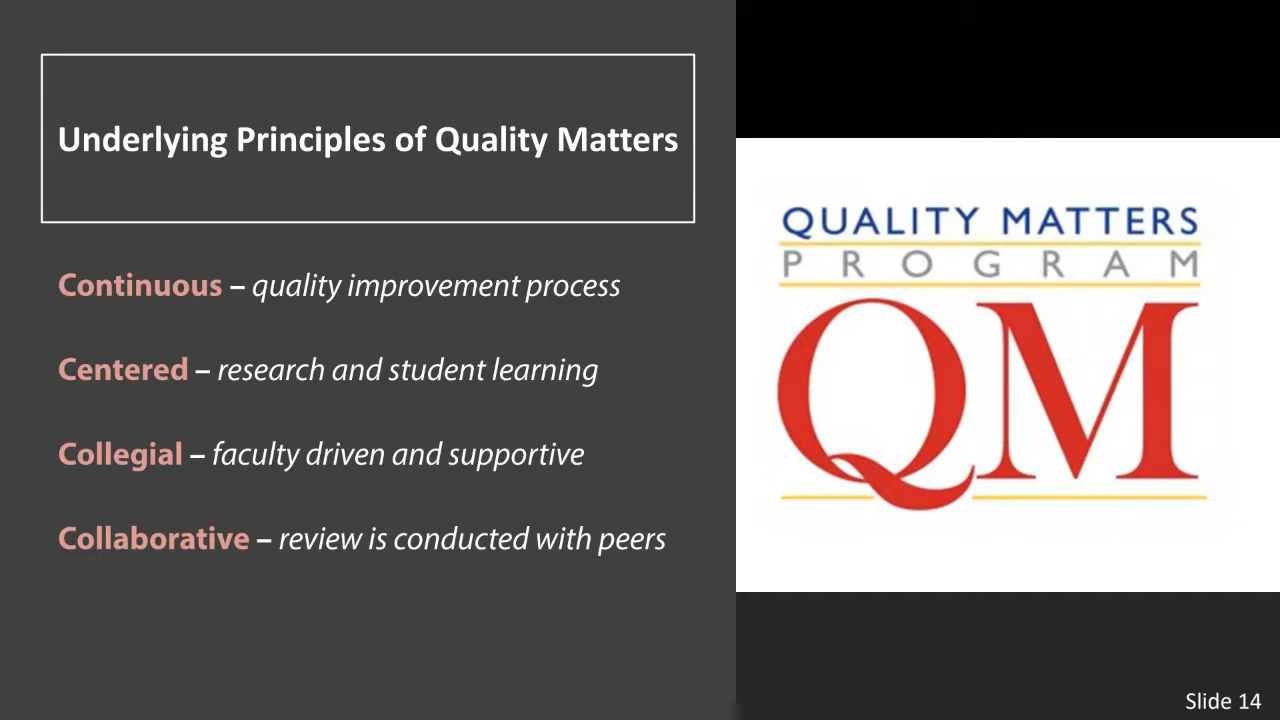 Underlying Principles of Quality Matters
Continuous – quality improvement process
Centered – research and student learning
Collegial – faculty driven and supportive
Collaborative – review is conducted with peers
QUALITY MATTERS
PROGRAM
QM
Slide 14